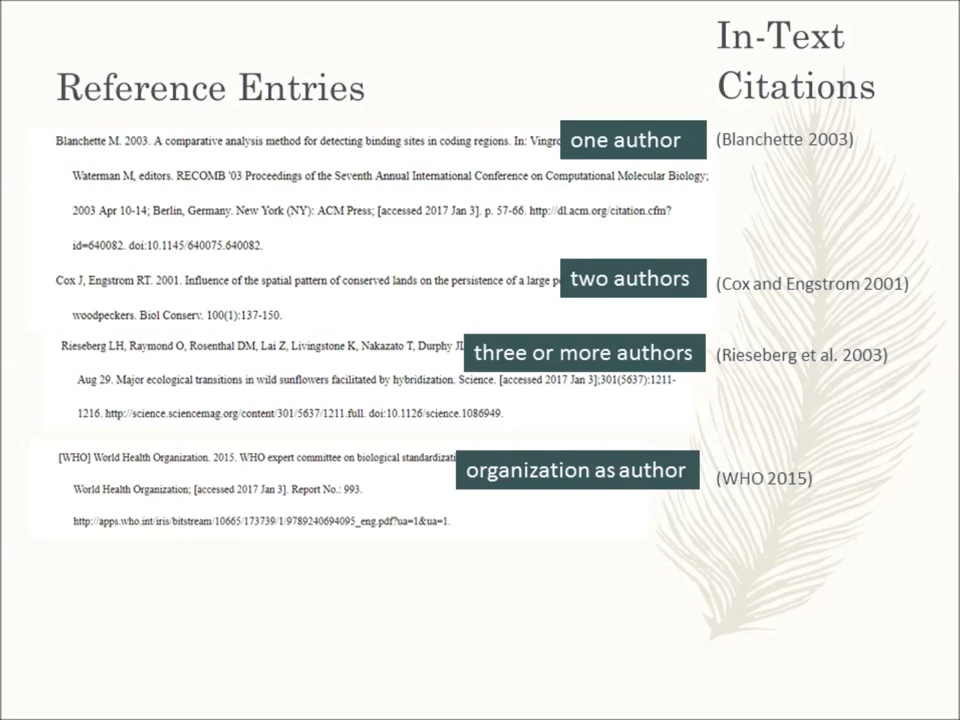 In-Text
Citations
Reference Entries
Blanchette M. 2003. A comparative analysis method for detecting binding sites in coding regions. In:
one author
(Blanchette 2003)
Waterman M, editors. RECOMB '03 Proceedings of the Seventh Annual International Conference on Computational Molecular Biology;
2003 Apr 10-14; Berlin, Germany. New York (NY): ACM Press; [accessed 2017 Jan 3]. p. 57-66. http://dl.acm.org/citation.cfm?
id=640082. doi:10.1145/640075.640082.
Cox J, Engstrom RT. 2001. Influence of the spatial pattern of conserved lands on the persistence of a large
two authors
(Cox and Engstrom 2001)
woodpeckers. Biol Conserv. 100(1):137-150.
Rieseberg LH, Raymond O, Rosenthal DM, Lai Z, Livingstone K, Nakazato T, Durphy
three or more authors
(Rieseberg et al. 2003)
Aug 29. Major ecological transitions in wild sunflowers facilitated by hybridization. Science. [accessed 2017 Jan 3];301(5637):1211-
1216. http://science.sciencemag.org/content/301/5637/1211.full. doi:10.1126/science.1086949.
[WHO] World Health Organization. 2015. WHO expert committee on biological
organization as author
(WHO 2015)
World Health Organization; [accessed 2017 Jan 3]. Report No.: 993.
http://apps.who.int/iris/bitstream/10665/173739/1/9789240694095_eng.pdf?ua=1&ua=1.